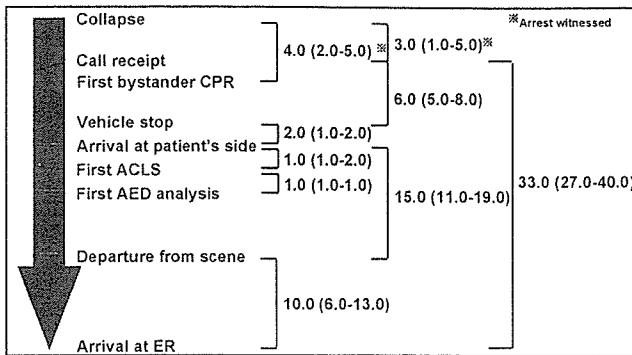 Collapse
※Arrest witnessed
4.0 (2.0-5.0) ※
3.0 (1.0-5.0)※
Call receipt
First bystander CPR
6.0 (5.0-8.0)
Vehicle stop
2.0 (1.0-2.0)
Arrival at patient's side
1.0 (1.0-2.0)
First ACLS
1.0 (1.0-1.0)
First AED analysis
15.0 (11.0-19.0)
33.0 (27.0-40.0)
Departure from scene
10.0 (6.0-13.0)
Arrival at ER